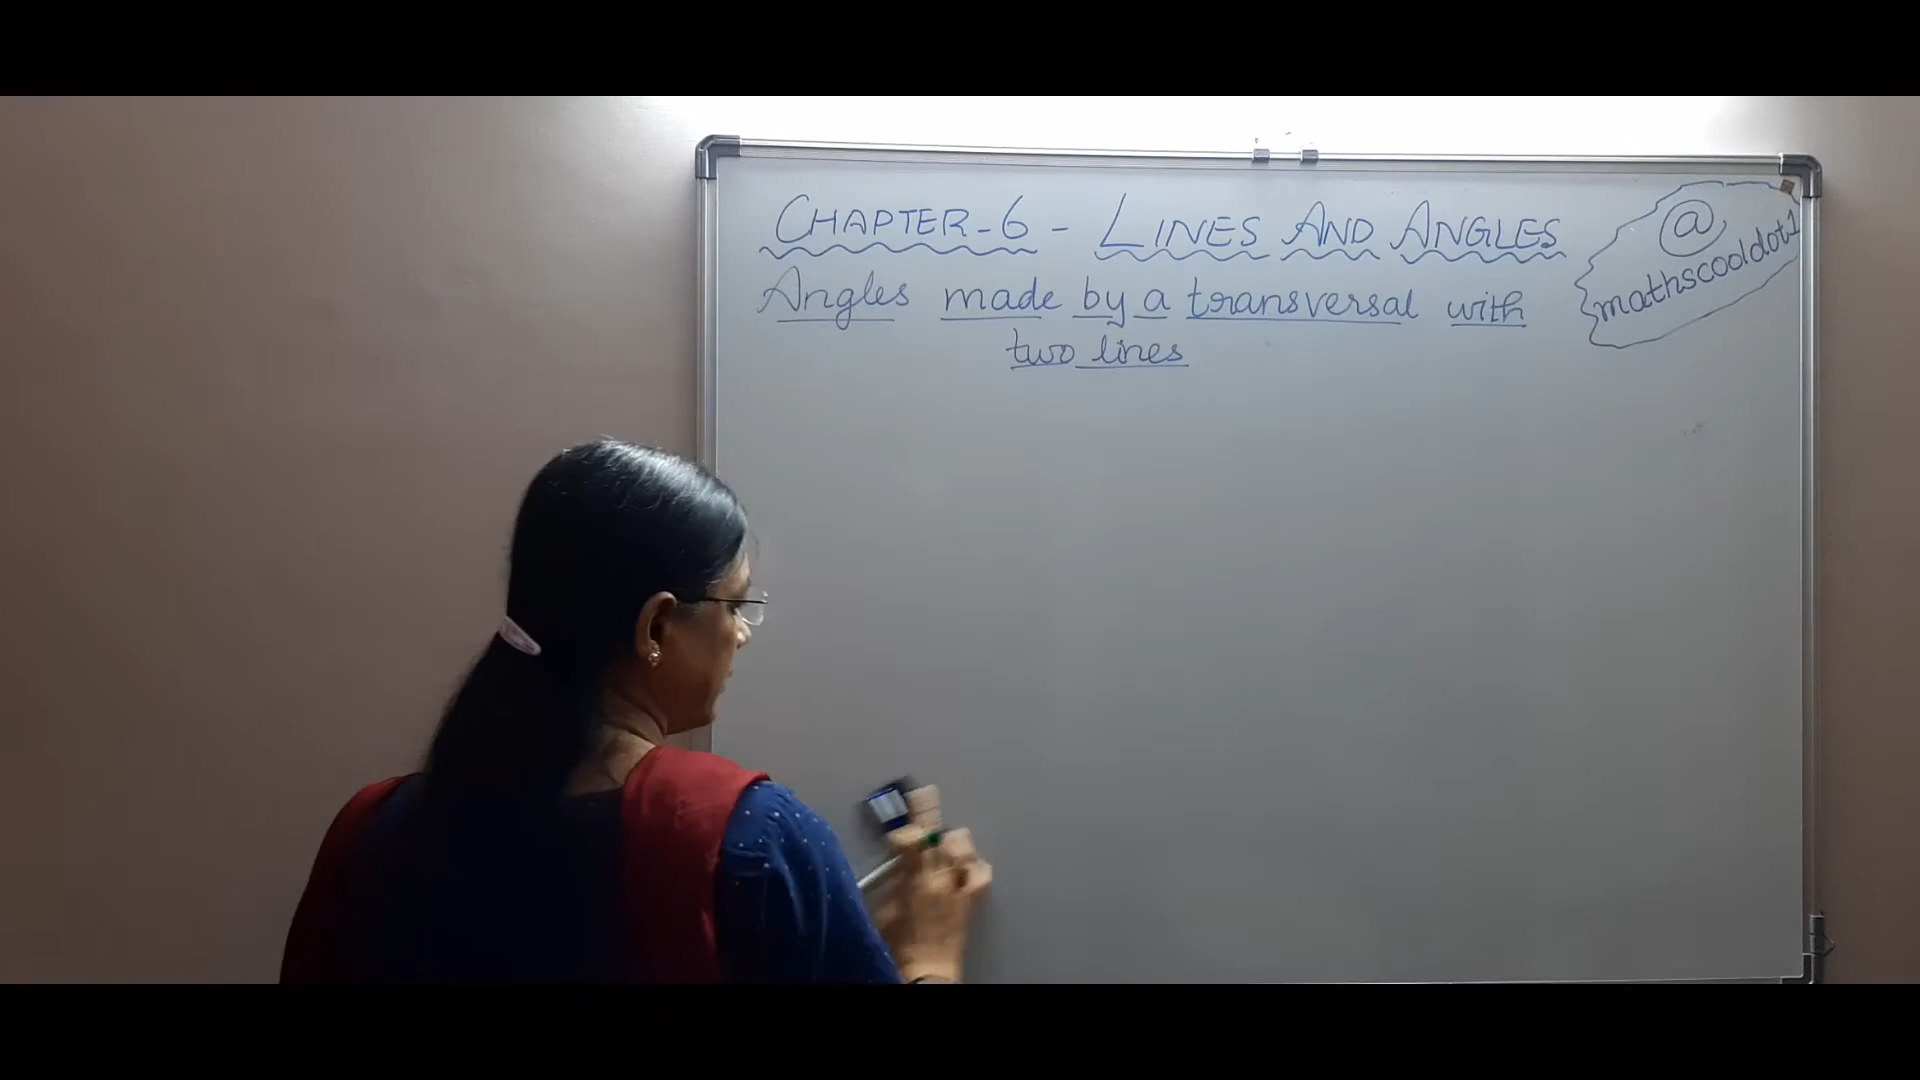 CHAPTER-6 - LINES AND ANGLES
Angles made by a transversal with
two lines
@
mathscooldot1